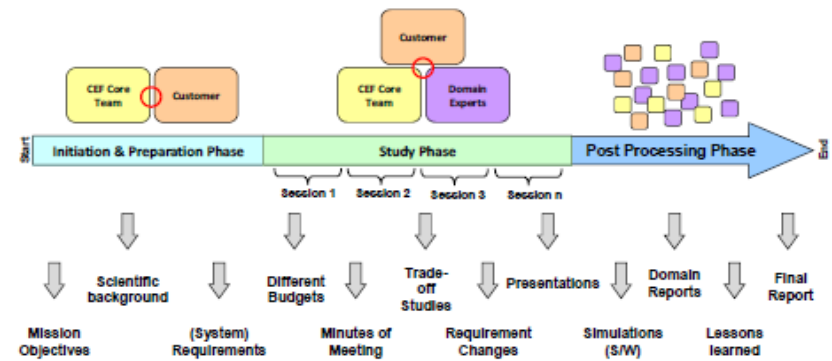 Customer
CEF Core
Team
Customer
CEF Core
Team
Domain
Experts
Start
Initiation & Preparation Phase
Study Phase
Post Processing Phase
End
Session 1
Session 2
Session 3
Session n
Scientific
background
Different
Budgets
Trade-
off
Studies
Presentations
Domain
Reports
Final
Report
Mission
Objectives
(System)
Requirements
Minutes of
Meeting
Requirement
Changes
Simulations
(S/W)
Lessons
learned